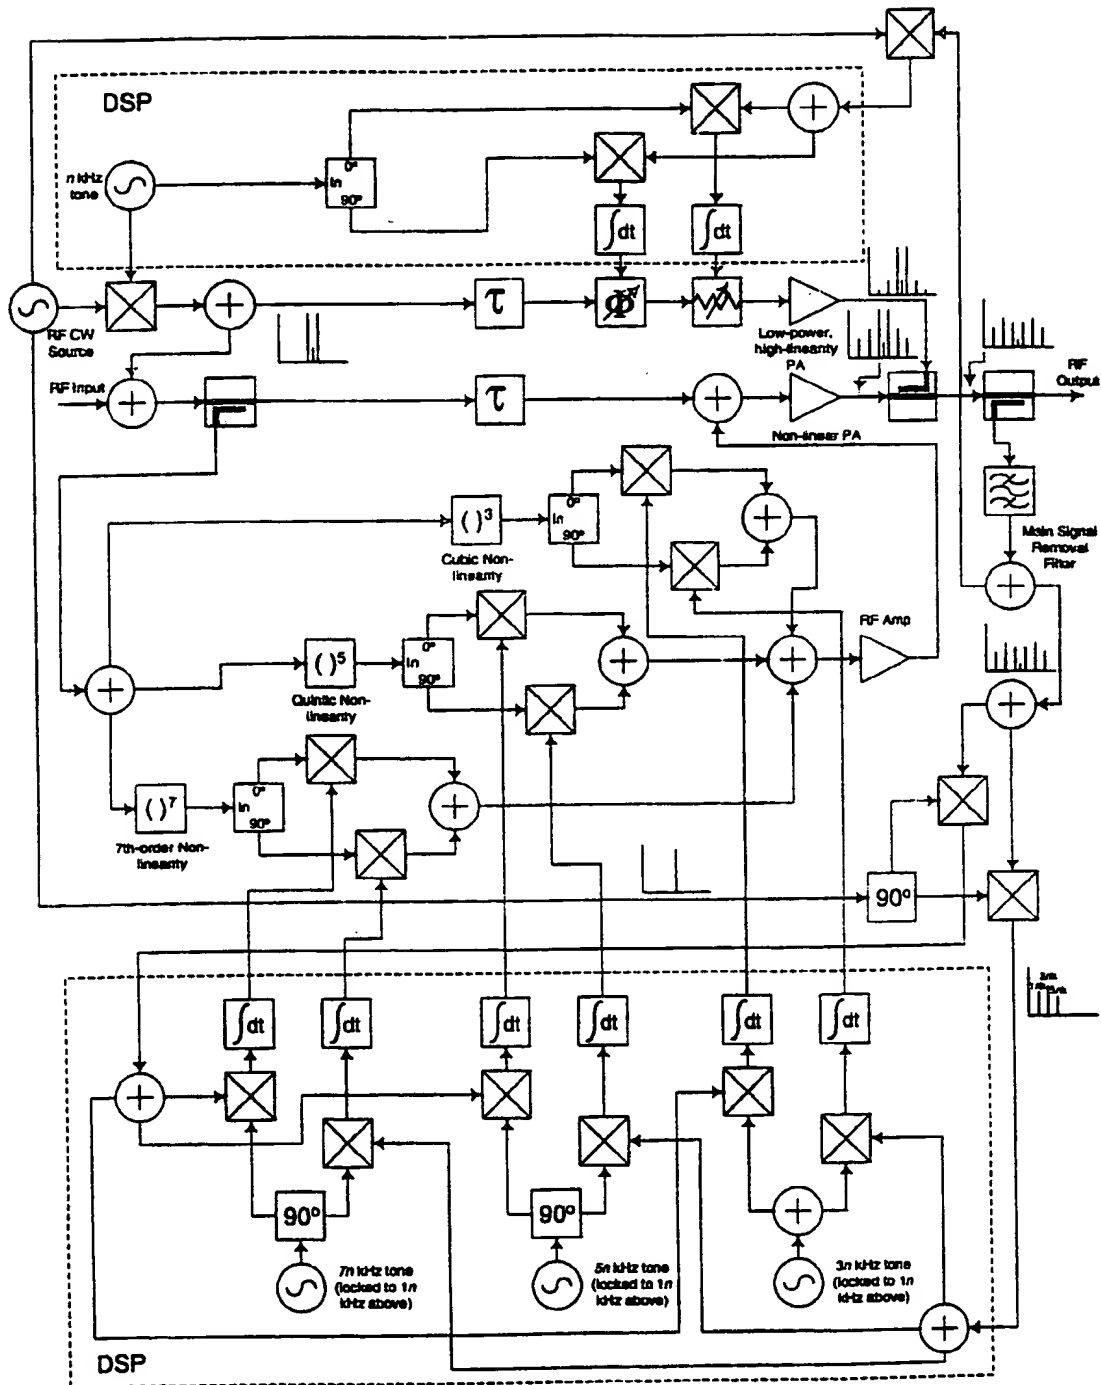 DSP
n kHz
tone
0°
In
90°
∫dt
∫dt
τ
Φ
RF CW
Source
Low-power,
high-linearity
PA
RF Input
τ
Non-linear PA
RF
Output
Main Signal
Removal
Filter
( )³
Cubic Non-
linearity
0°
In
90°
( )⁵
Quintic Non-
linearity
0°
In
90°
RF Amp
( )⁷
7th-order Non-
linearity
0°
In
90°
90°
∫dt
∫dt
∫dt
∫dt
∫dt
∫dt
90°
90°
7n kHz tone
(locked to 1n
kHz above)
5n kHz tone
(locked to 1n
kHz above)
3n kHz tone
(locked to 1n
kHz above)
DSP